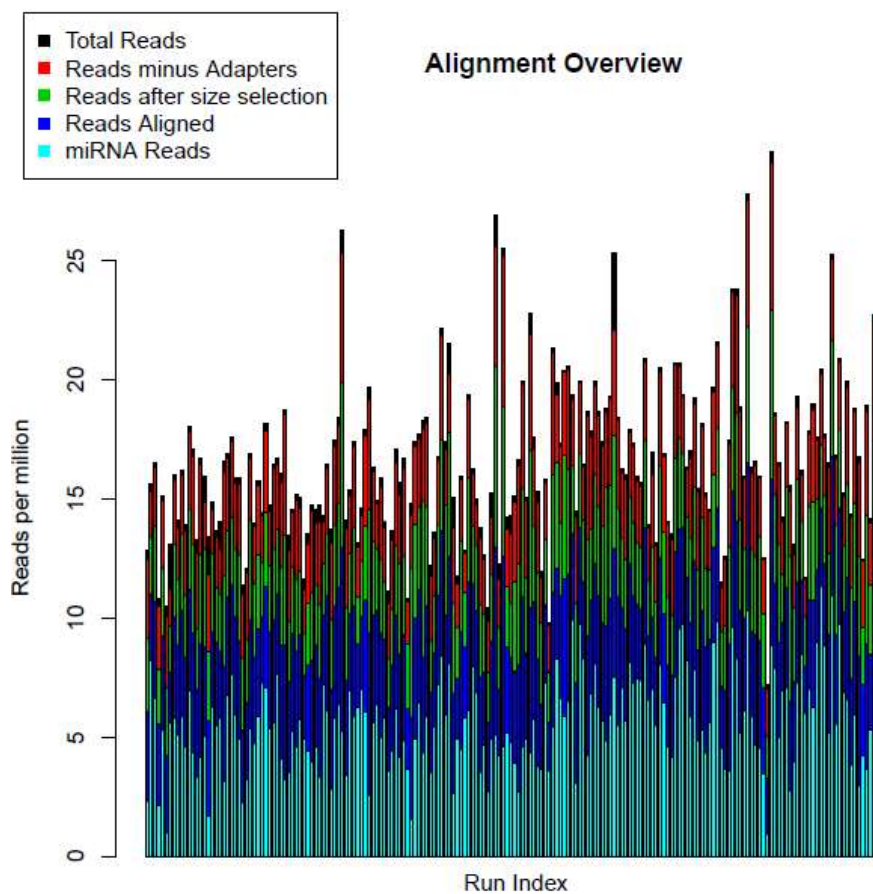 Total Reads
Reads minus Adapters
Reads after size selection
Reads Aligned
miRNA Reads
Alignment Overview
Reads per million
25
20
15
10
5
0
Run Index